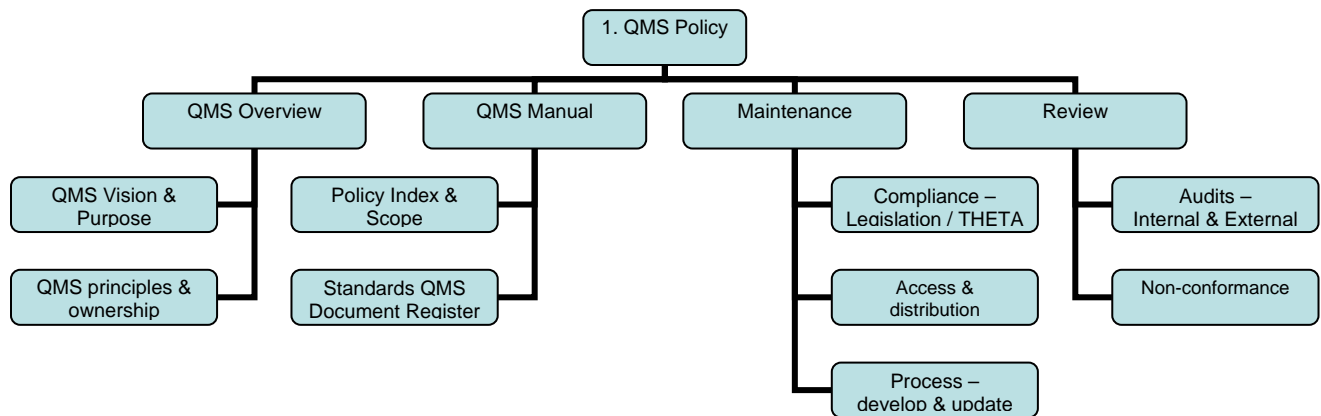 1. QMS Policy
QMS Overview
QMS Manual
Maintenance
Review
QMS Vision &
Purpose
Policy Index &
Scope
Compliance –
Legislation / THETA
Audits –
Internal & External
QMS principles &
ownership
Standards QMS
Document Register
Access &
distribution
Non-conformance
Process –
develop & update